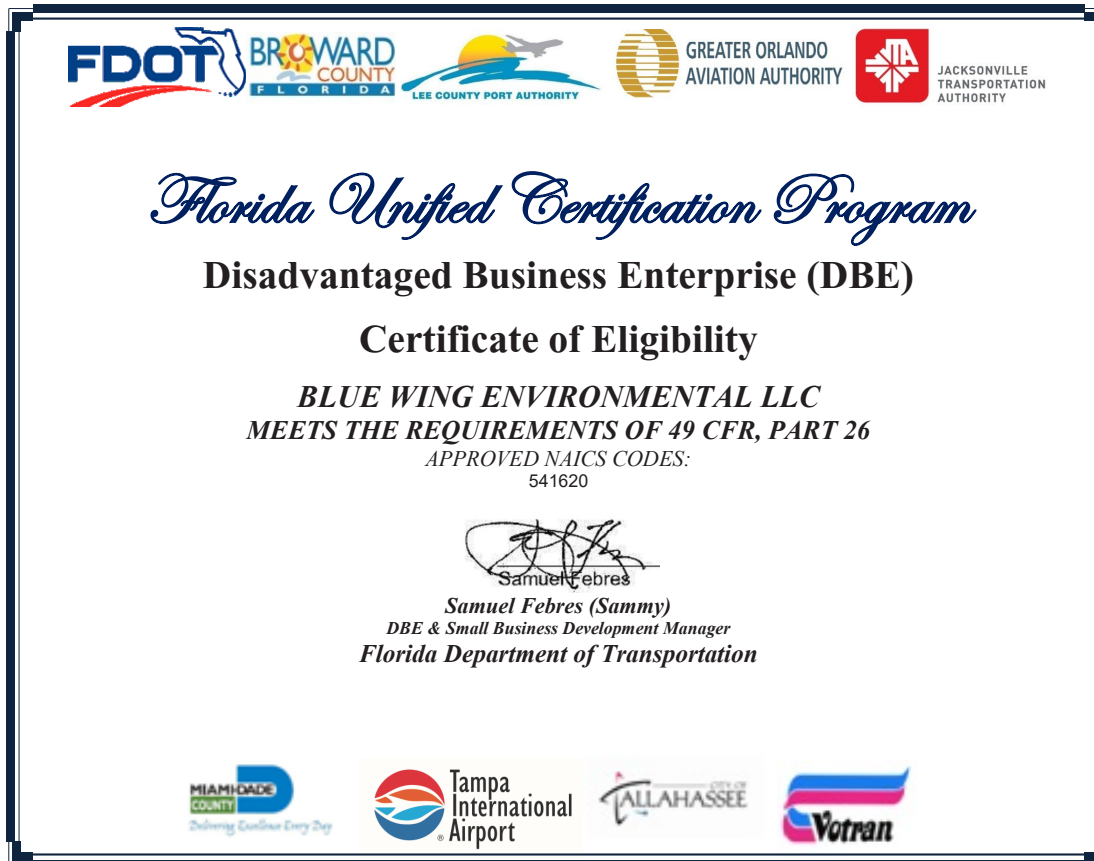 FDOT
BROWARD
COUNTY
FLORIDA
LEE COUNTY PORT AUTHORITY
GREATER ORLANDO
AVIATION AUTHORITY
JTA
JACKSONVILLE
TRANSPORTATION
AUTHORITY
Florida Unified Certification Program
Disadvantaged Business Enterprise (DBE)
Certificate of Eligibility
BLUE WING ENVIRONMENTAL LLC
MEETS THE REQUIREMENTS OF 49 CFR, PART 26
APPROVED NAICS CODES:
541620
Samuel Febres
Samuel Febres (Sammy)
DBE & Small Business Development Manager
Florida Department of Transportation
MIAMI-DADE
COUNTY
Delivering Excellence Every Day
Tampa
International
® Airport
CITY OF
TALLAHASSEE
Votran